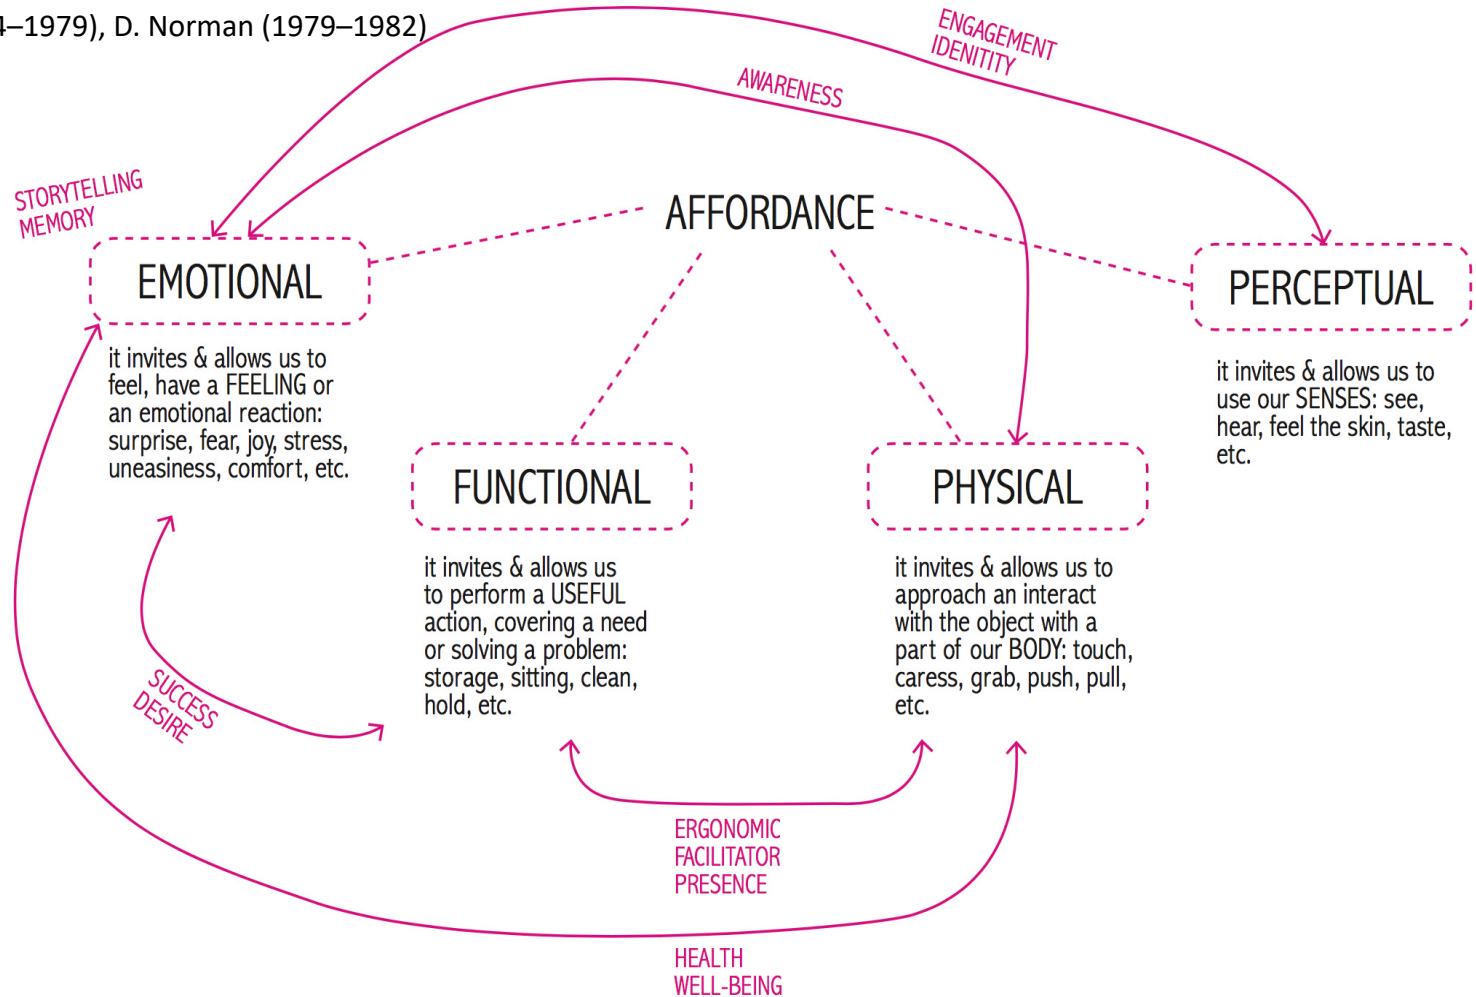 4–1979), D. Norman (1979–1982)
ENGAGEMENT
IDENITITY
AWARENESS
STORYTELLING
MEMORY
AFFORDANCE
EMOTIONAL
it invites & allows us to
feel, have a FEELING or
an emotional reaction:
surprise, fear, joy, stress,
uneasiness, comfort, etc.
PERCEPTUAL
it invites & allows us to
use our SENSES: see,
hear, feel the skin, taste,
etc.
FUNCTIONAL
it invites & allows us
to perform a USEFUL
action, covering a need
or solving a problem:
storage, sitting, clean,
hold, etc.
PHYSICAL
it invites & allows us to
approach an interact
with the object with a
part of our BODY: touch,
caress, grab, push, pull,
etc.
SUCCESS
DESIRE
ERGONOMIC
FACILITATOR
PRESENCE
HEALTH
WELL-BEING